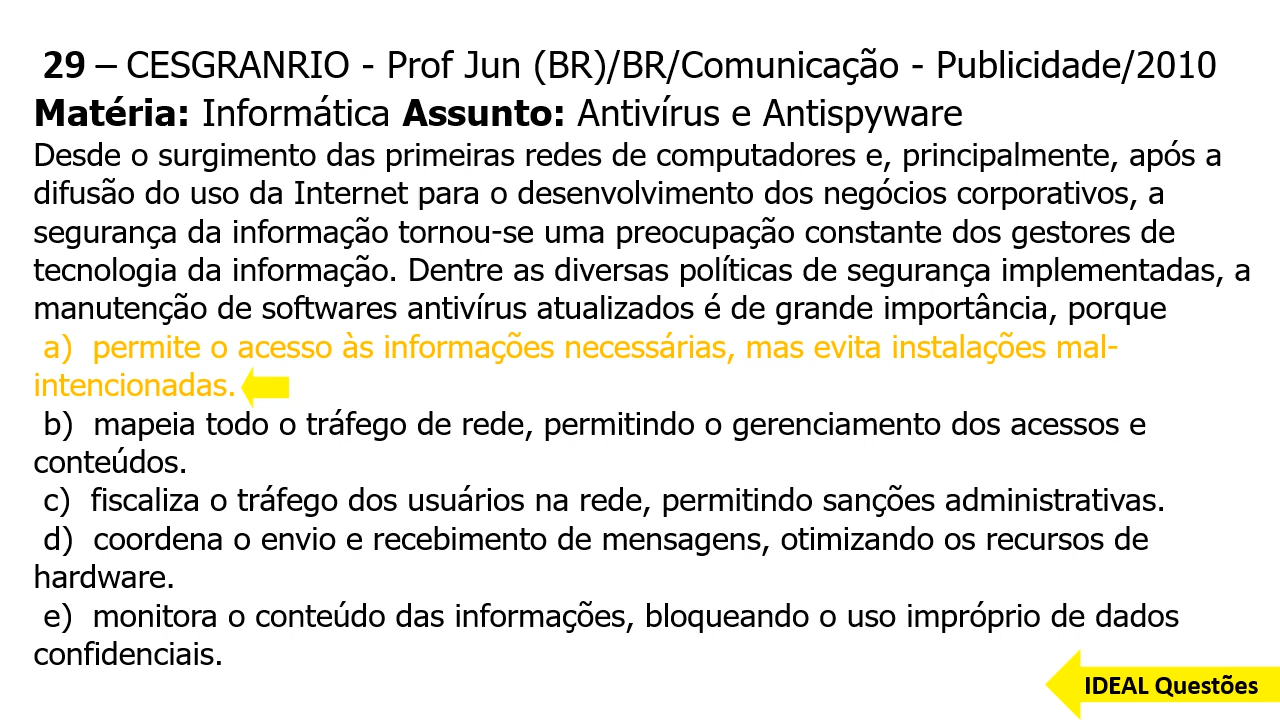 29 – CESGRANRIO - Prof Jun (BR)/BR/Comunicação - Publicidade/2010
Matéria: Informática Assunto: Antivírus e Antispyware
Desde o surgimento das primeiras redes de computadores e, principalmente, após a
difusão do uso da Internet para o desenvolvimento dos negócios corporativos, a
segurança da informação tornou-se uma preocupação constante dos gestores de
tecnologia da informação. Dentre as diversas políticas de segurança implementadas, a
manutenção de softwares antivírus atualizados é de grande importância, porque
a) permite o acesso às informações necessárias, mas evita instalações mal-
intencionadas.
b) mapeia todo o tráfego de rede, permitindo o gerenciamento dos acessos e
conteúdos.
c) fiscaliza o tráfego dos usuários na rede, permitindo sanções administrativas.
d) coordena o envio e recebimento de mensagens, otimizando os recursos de
hardware.
e) monitora o conteúdo das informações, bloqueando o uso impróprio de dados
confidenciais.
IDEAL Questões